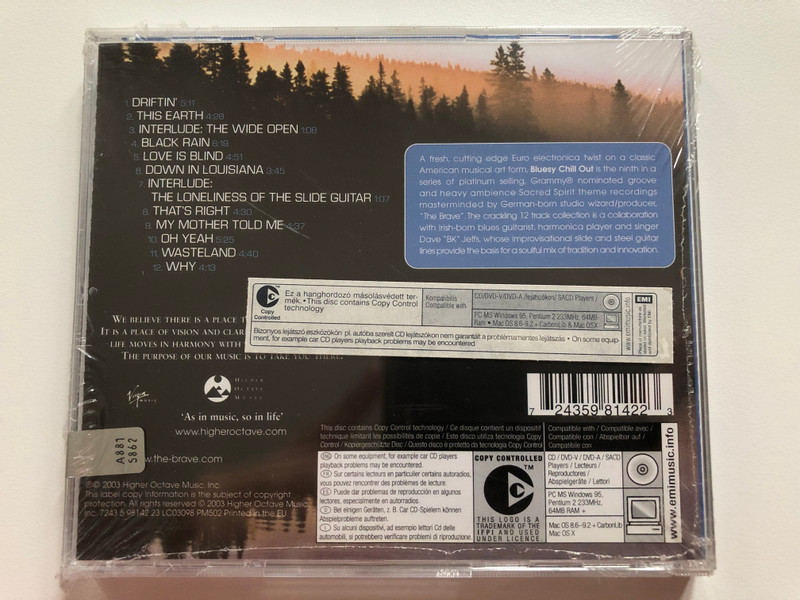 1. DRIFTIN' 5:11
2. THIS EARTH 4:28
3. INTERLUDE: THE WIDE OPEN 1:08
4. BLACK RAIN 6:19
5. LOVE IS BLIND 4:51
6. DOWN IN LOUISIANA 3:45
7. INTERLUDE:
THE LONELINESS OF THE SLIDE GUITAR 1:07
8. THAT'S RIGHT 4:30
9. MY MOTHER TOLD ME 4:37
10. OH YEAH 5:25
11. WASTELAND 4:40
12. WHY 4:13
A fresh, cutting edge Euro electronica twist on a classic
American musical art form, Bluesy Chill Out is the ninth in a
series of platinum selling, Grammy® nominated groove
and heavy ambience Sacred Spirit theme recordings
masterminded by German-born studio wizard/producer,
"The Brave". The crackling 12 track collection is a collaboration
with Irish-born blues guitarist, harmonica player and singer
Dave "BK" Jeffs, whose improvisational slide and steel guitar
lines provide the basis for a soulful mix of tradition and innovation.
Copy
Controlled
Ez a hanghordozó másolásvédett ter-
mék. • This disc contains Copy Control
technology
Kompatibilis
Compatible with
CD/DVD-V/DVD-A /lejátszókon/ SACD Players /
PC MS Windows 95, Pentium 2 233MHz, 64MB
Ram • Mac OS 8.6-9.2 + CarbonLib & Mac OSX
www.emimusic.info
EMI
Bizonyos lejátszó eszközökön pl. autóba szerelt CD lejátszókon nem garantált a problémamentes lejátszás • On some equip-
ment, for example car CD players playback problems may be encountered
WE BELIEVE THERE IS A PLACE
IT IS A PLACE OF VISION AND
LIFE MOVES IN HARMONY WITH
THE PURPOSE OF OUR MUSIC IS TO TAKE YOU THERE.
Virgin
MUSIC
HIGHER
OCTAVE
MUSIC
'As in music, so in life'
www.higheroctave.com
A881
5862
www.the-brave.com
℗© 2003 Higher Octave Music, Inc.
This label copy information is the subject of copyright
protection. All rights reserved. © 2003 Higher Octave Music,
Inc. 7243 5 98142 23 LC03098 PM502 Printed in the EU.
7 24359 81422 3
This disc contains Copy Control technology / Ce disque contient un dispositif
technique limitant les possibilités de copie / Este disco utiliza tecnologia Copy
Control / Kopiergeschützte Disc / Questo disco è protetto da tecnologia Copy Control
Compatible with / Compatible avec /
Compatible con / Abspielbar auf /
Compatibile con:
EN On some equipment, for example car CD players
playback problems may be encountered.
FR Sur certains lecteurs en particulier certains autoradios,
vous pouvez rencontrer des problèmes de lecture.
ES Puede dar problemas de reproducción en algunos
lectores, especialmente en automoviles.
D Bei einigen Geräten, z. B. Car CD-Spielern können
Abspielprobleme auftreten.
I Su alcuni dispositivi, ad esempio lettori Cd delle
automobili, si potrebbero verificare problemi di riproduzione.
COPY CONTROLLED
TM
THIS LOGO IS A
TRADEMARK OF THE
IFPI AND USED
UNDER LICENCE
CD / DVD-V / DVD-A / SACD
Players / Lecteurs /
Reproductores /
Abspielgeräte / Lettori
PC MS Windows 95,
Pentium 2 233MHz,
64MB RAM +
Mac OS 8.6-9.2 + CarbonLib
Mac OS X
www.emimusic.info